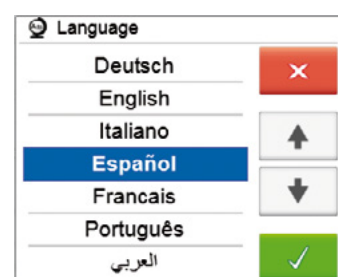 Language
Deutsch
English
Italiano
Español
Francais
Português
العربي